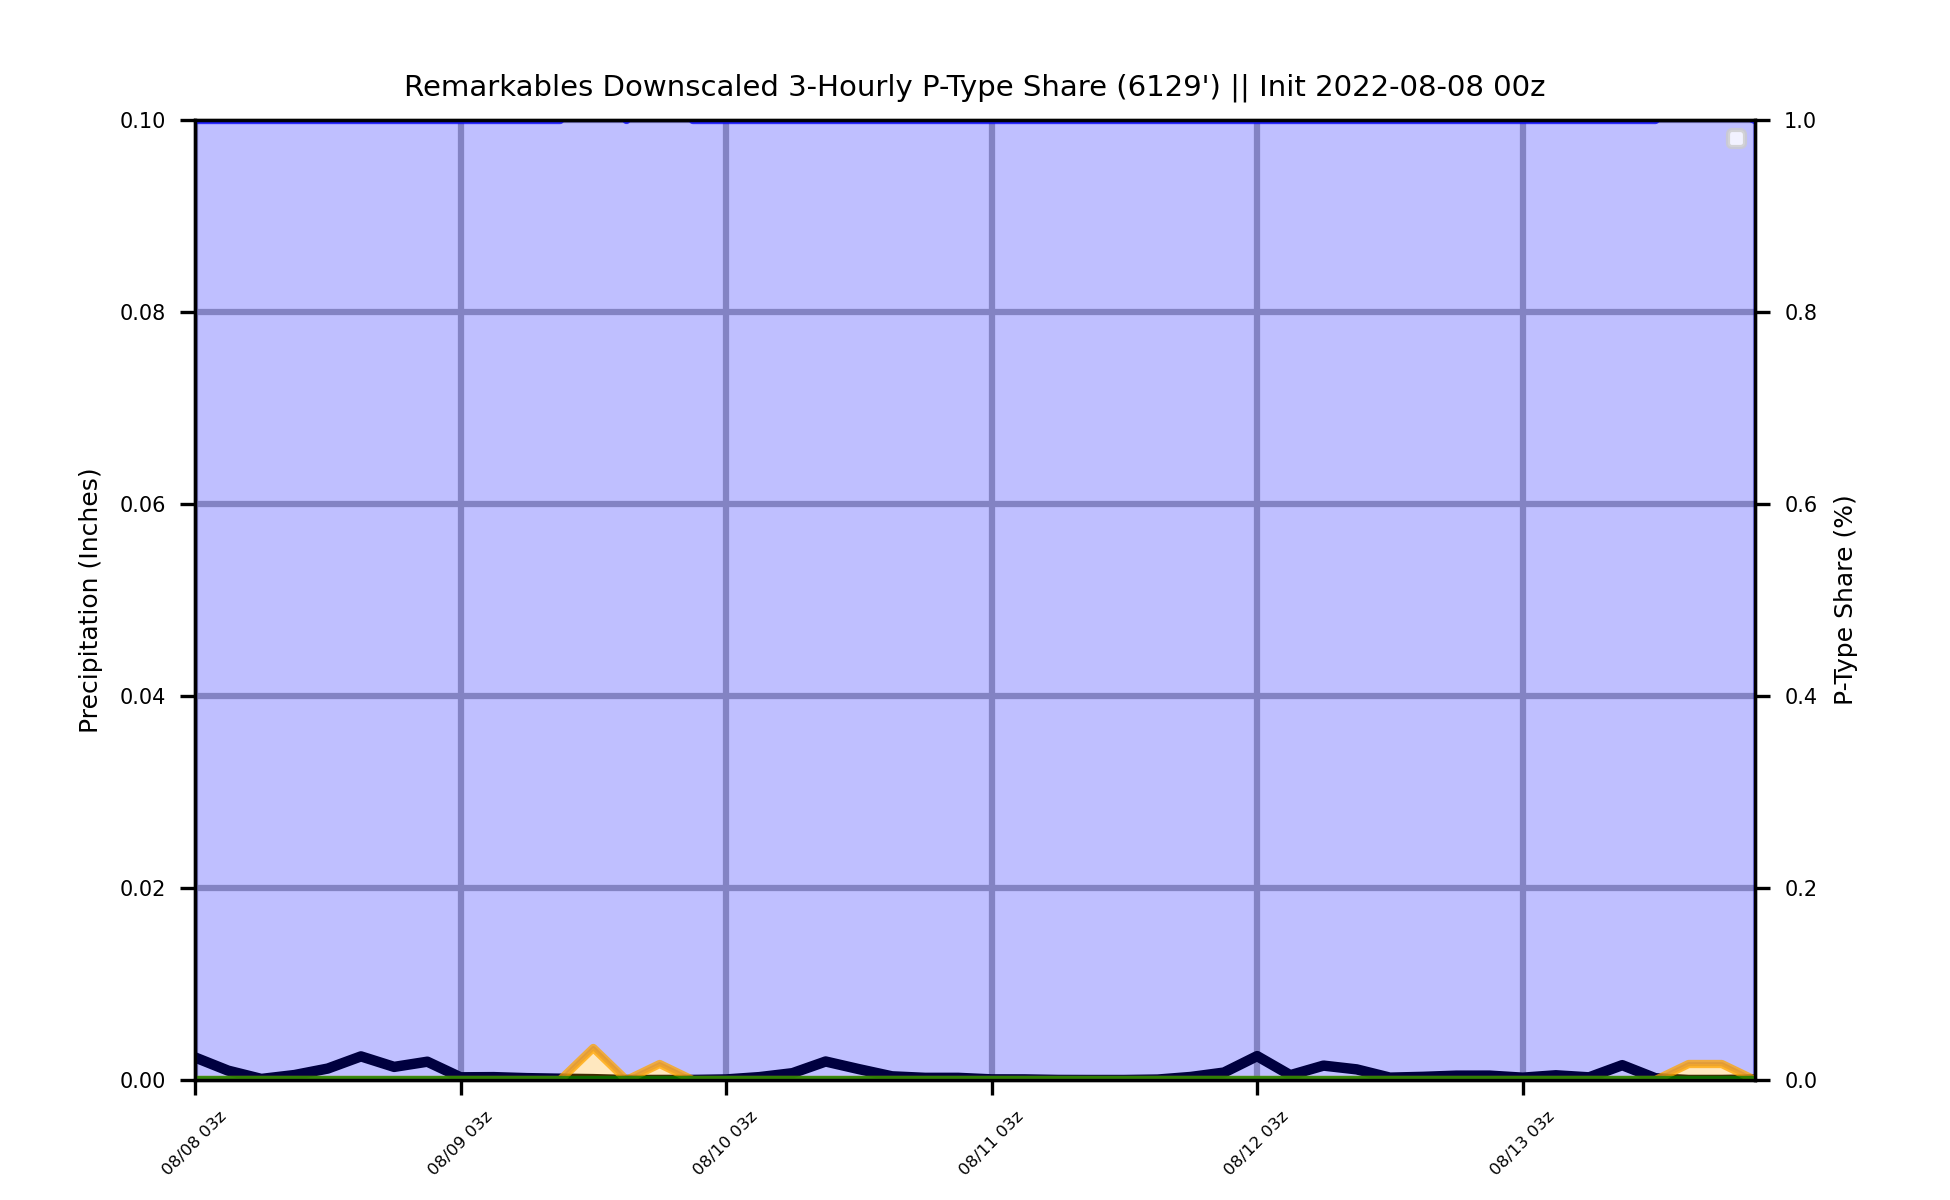 Remarkables Downscaled 3-Hourly P-Type Share (6129') || Init 2022-08-08 00z
0.10
0.08
0.06
0.04
0.02
0.00
Precipitation (Inches)
1.0
0.8
0.6
0.4
0.2
0.0
P-Type Share (%)
08/08 03z
08/09 03z
08/10 03z
08/11 03z
08/12 03z
08/13 03z